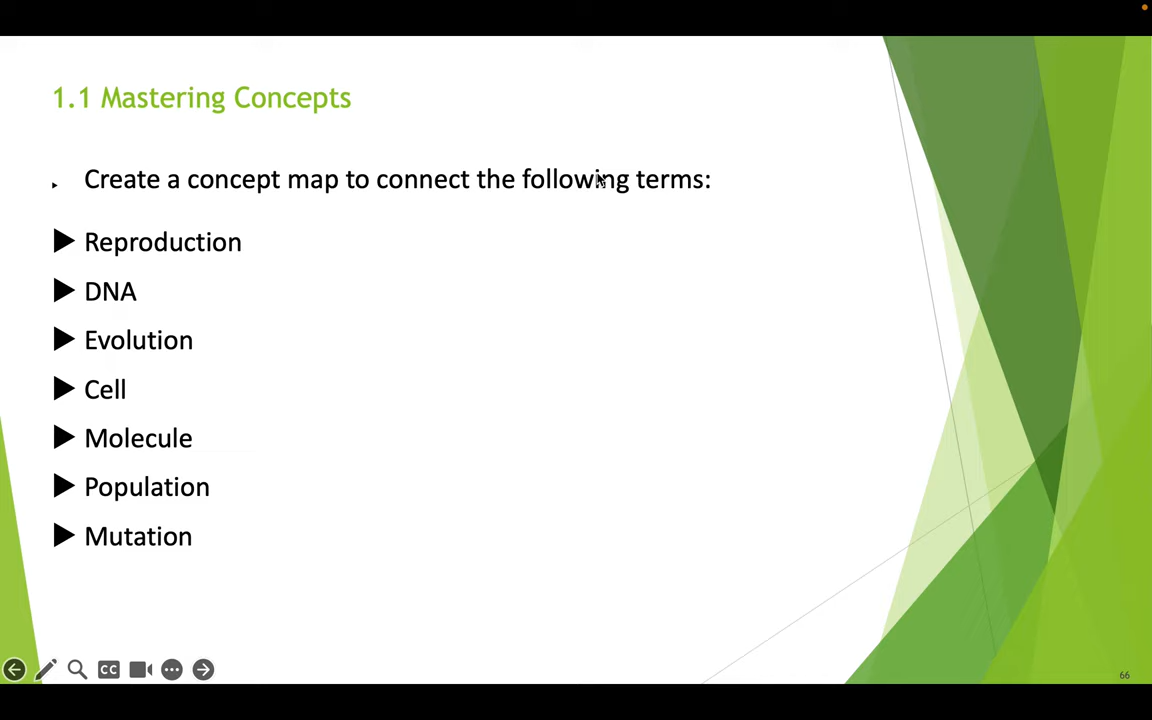 1.1 Mastering Concepts
Create a concept map to connect the following terms:
Reproduction
DNA
Evolution
Cell
Molecule
Population
Mutation
CC
66